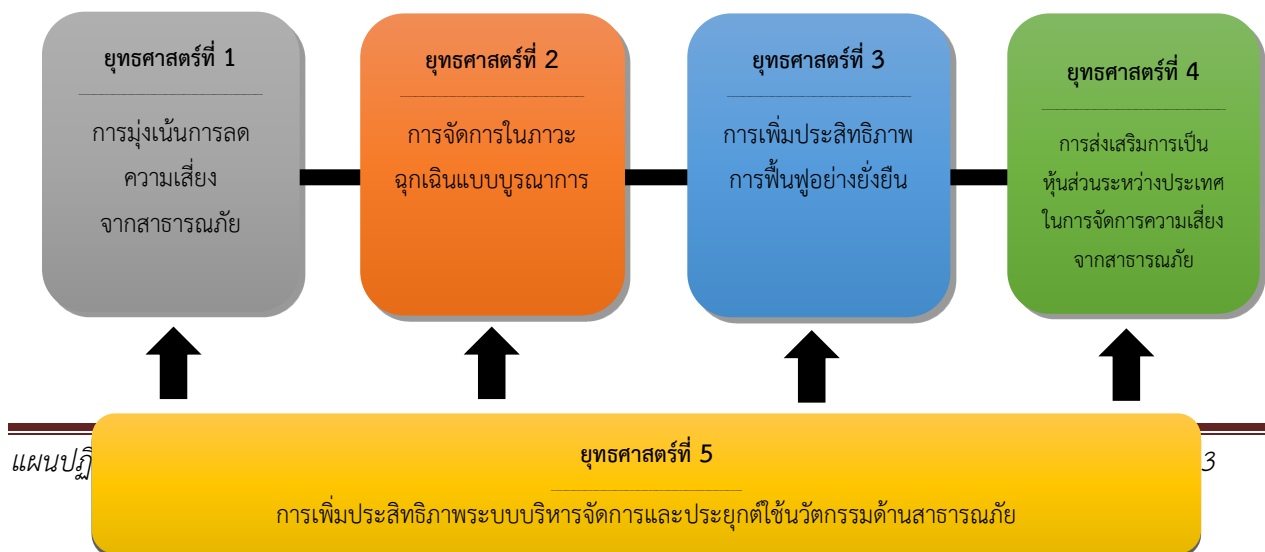 ยุทธศาสตร์ที่ 1
การมุ่งเน้นการลด
ความเสี่ยง
จากสาธารณภัย
ยุทธศาสตร์ที่ 2
การจัดการในภาวะ
ฉุกเฉินแบบบูรณาการ
ยุทธศาสตร์ที่ 3
การเพิ่มประสิทธิภาพ
การฟื้นฟูอย่างยั่งยืน
ยุทธศาสตร์ที่ 4
การส่งเสริมการเป็น
หุ้นส่วนระหว่างประเทศ
ในการจัดการความเสี่ยง
จากสาธารณภัย
แผนปฏิ
3
ยุทธศาสตร์ที่ 5
การเพิ่มประสิทธิภาพระบบบริหารจัดการและประยุกต์ใช้นวัตกรรมด้านสาธารณภัย